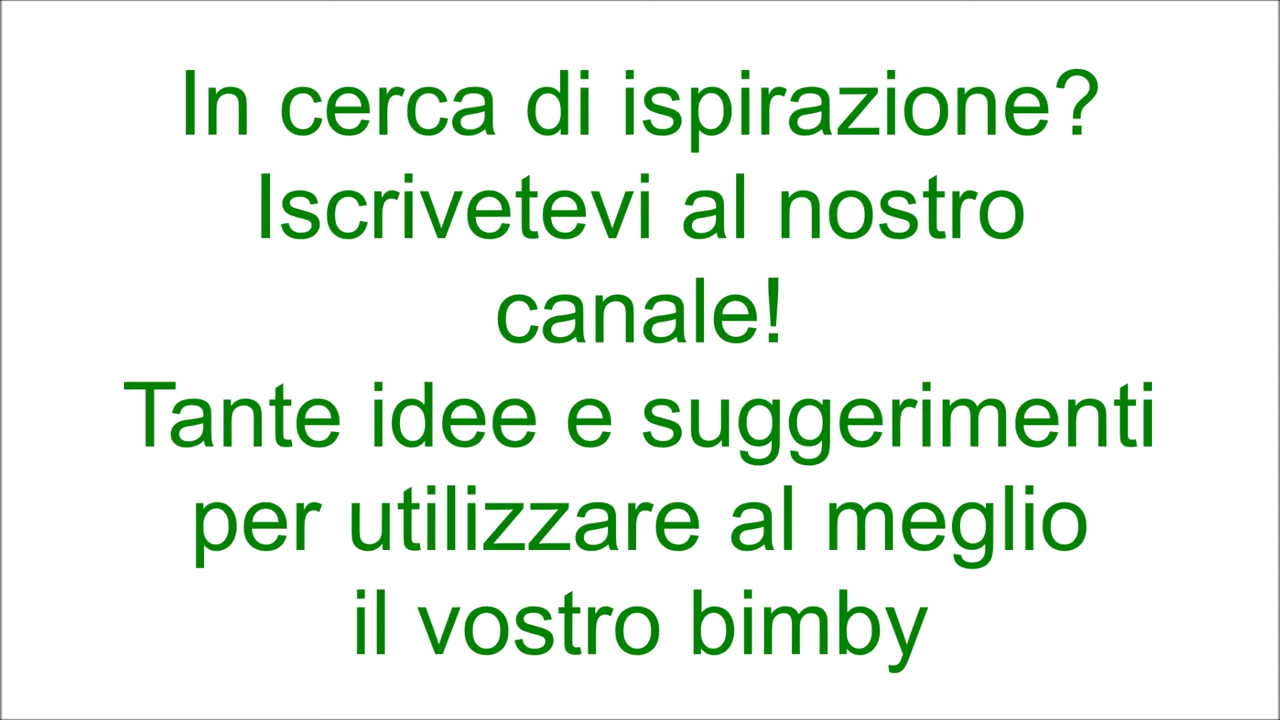 In cerca di ispirazione?
Iscrivetevi al nostro
canale!
Tante idee e suggerimenti
per utilizzare al meglio
il vostro bimby